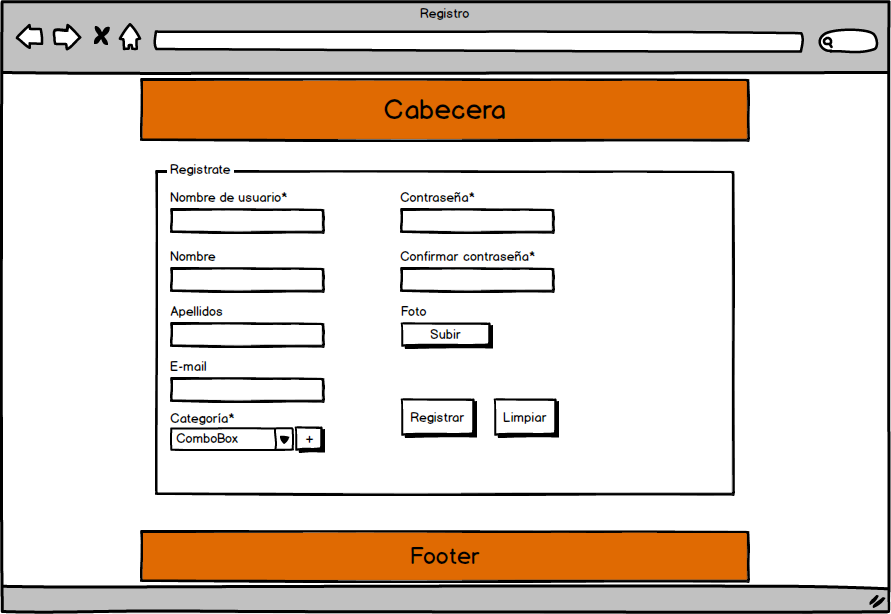 Registro
Cabecera
Registrate
Nombre de usuario*
Contraseña*
Nombre
Confirmar contraseña*
Apellidos
Foto
Subir
E-mail
Categoría*
ComboBox
+
Registrar
Limpiar
Footer